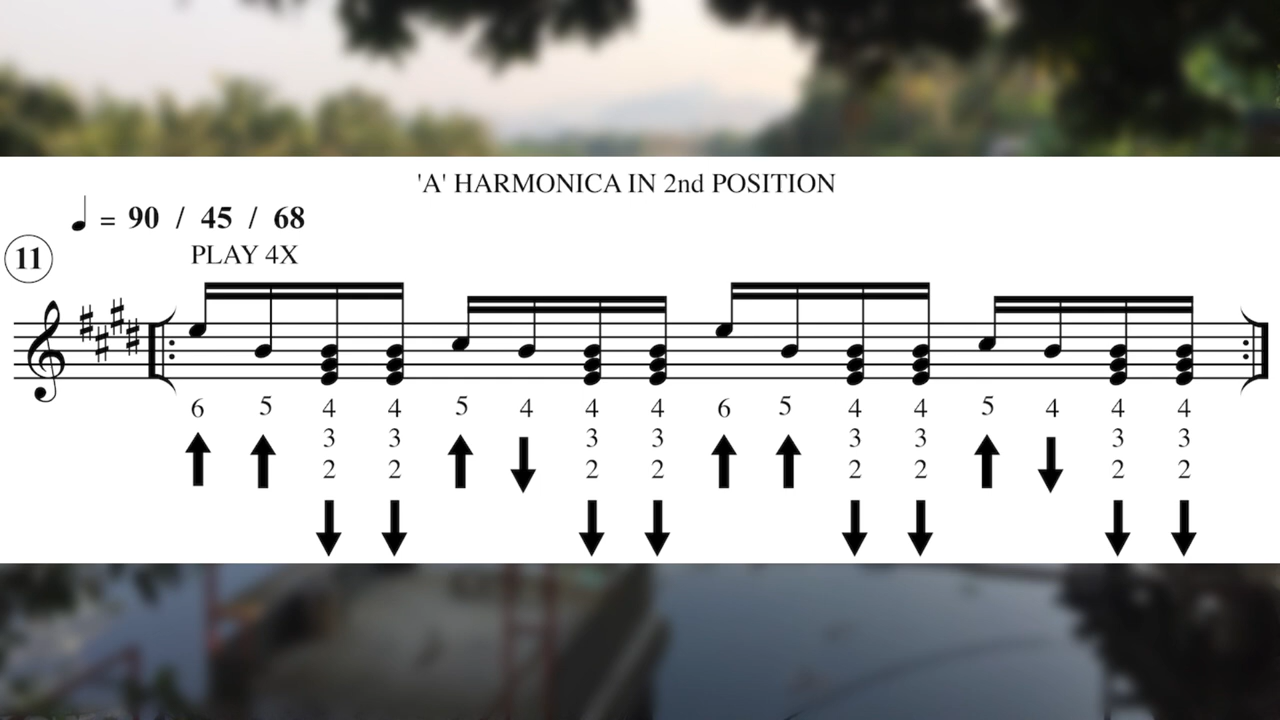 'A' HARMONICA IN 2nd POSITION
♩ = 90 / 45 / 68
PLAY 4X
11
6 5 4 4 5 4 4 4 6 5 4 4 5 4 4 4
3 3 3 3 3 3 3 3
2 2 2 2 2 2 2 2